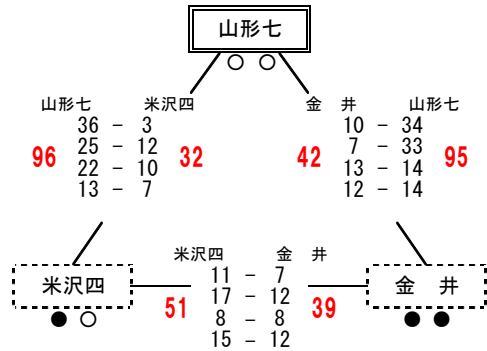 山形七
○ ○
山形七 米沢四
96 32
36 - 3
25 - 12
22 - 10
13 - 7
金 井 山形七
42 95
10 - 34
7 - 33
13 - 14
12 - 14
米沢四 金 井
51 39
11 - 7
17 - 12
8 - 8
15 - 12
米沢四
● ○
金 井
● ●